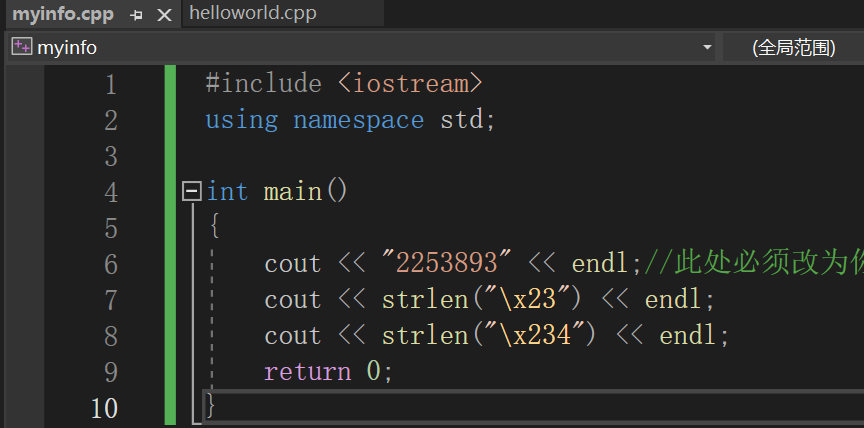 myinfo.cpp helloworld.cpp
myinfo (全局范围)
1 #include <iostream>
2 using namespace std;
3
4 int main()
5 {
6 cout << "2253893" << endl;//此处必须改为你
7 cout << strlen("\x23") << endl;
8 cout << strlen("\x234") << endl;
9 return 0;
10 }